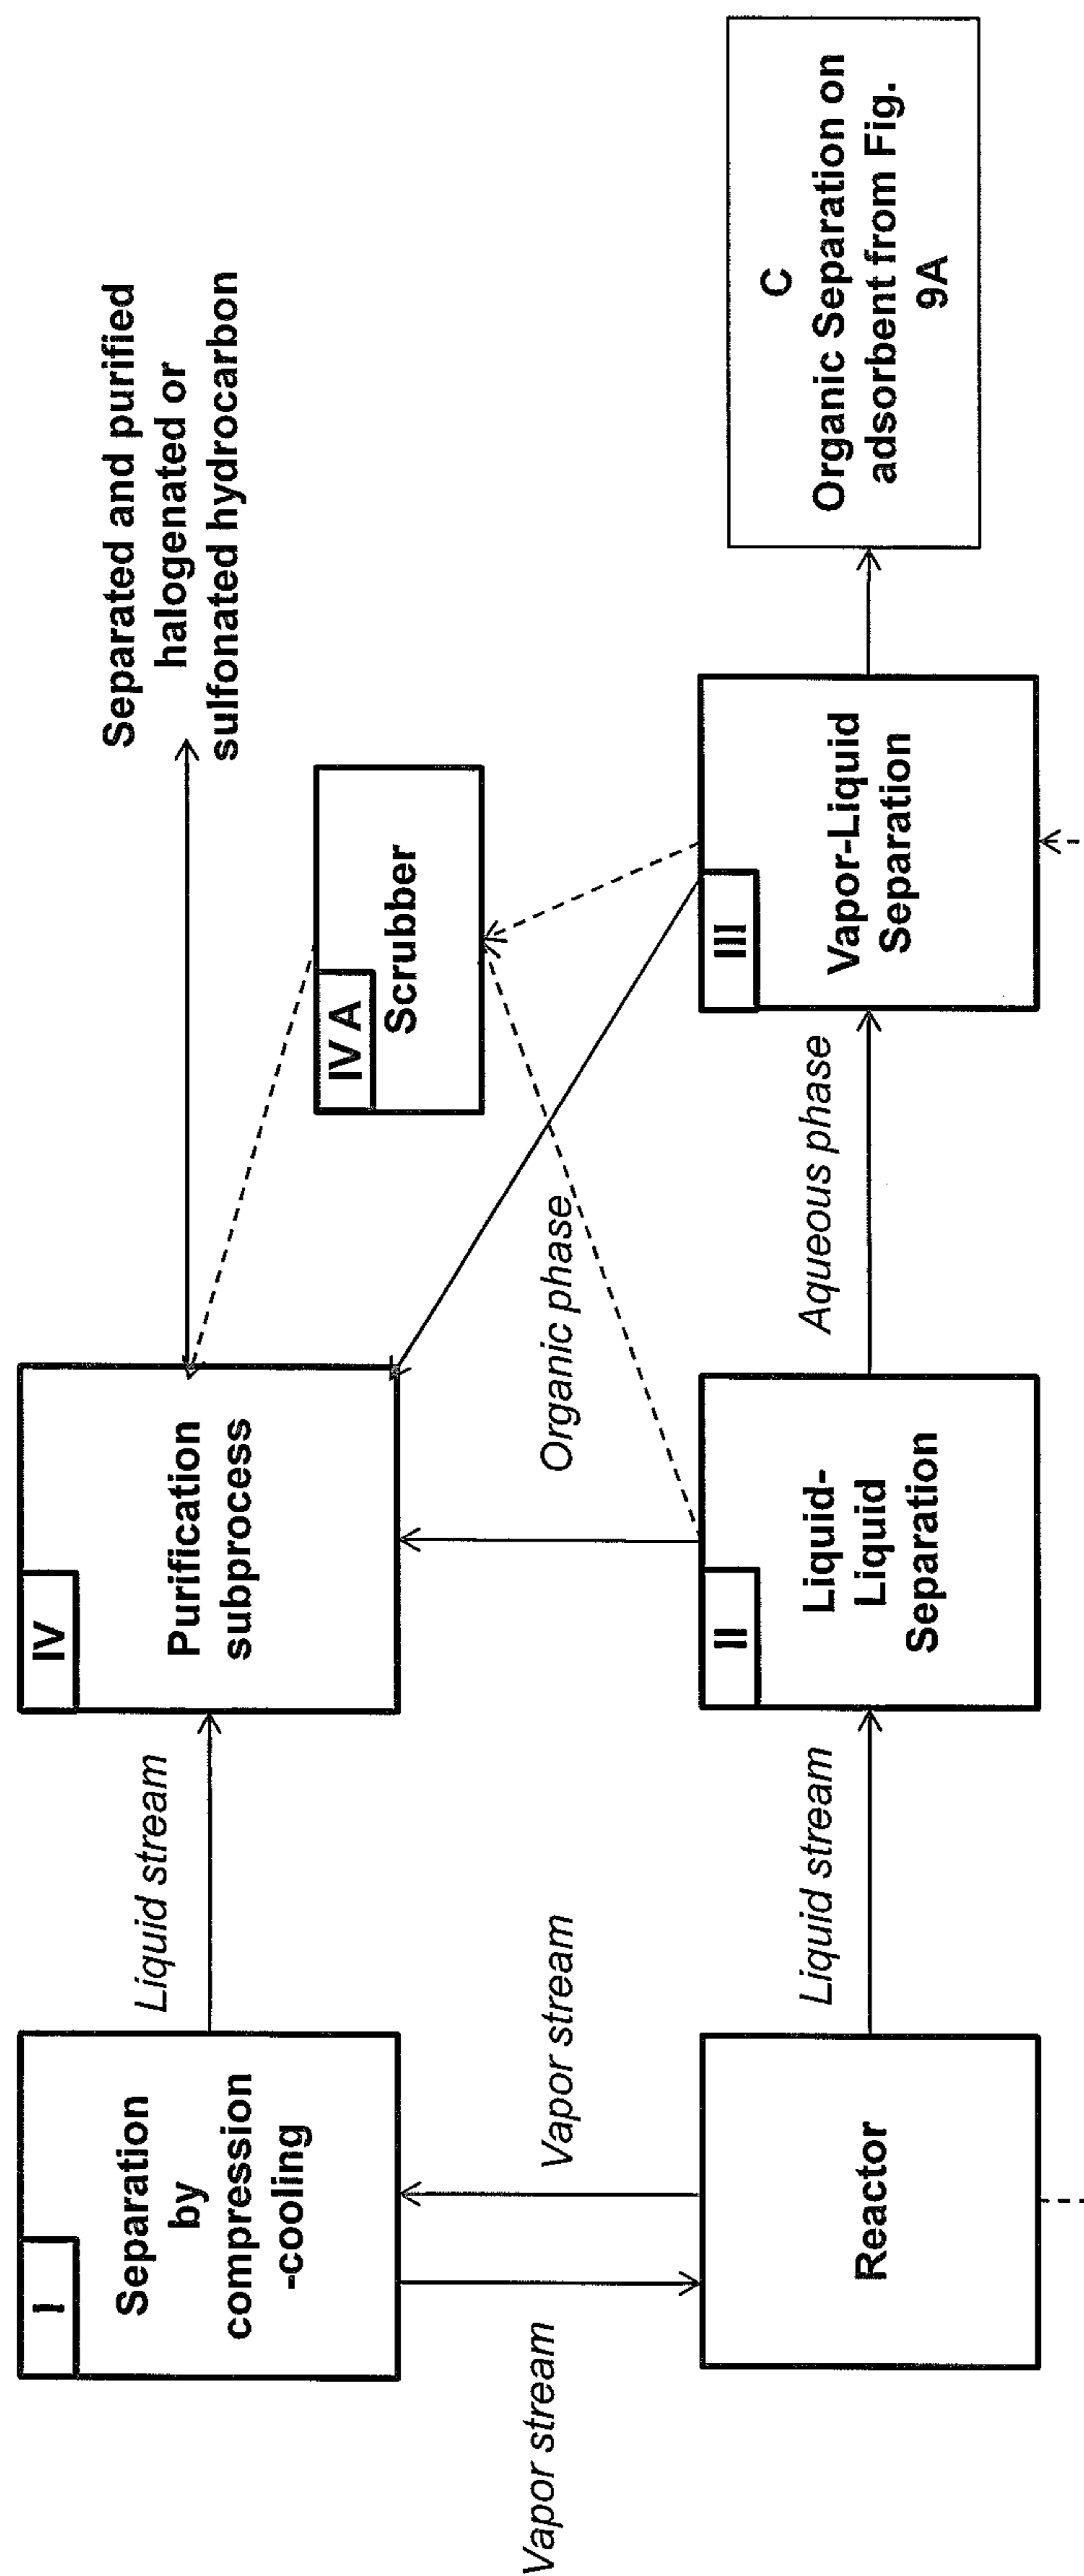 I
Separation
by
compression
-cooling
Liquid stream
IV
Purification
subprocess
Separated and purified
halogenated or
sulfonated hydrocarbon
IV A
Scrubber
Vapor stream
Vapor stream
Organic phase
Reactor
Liquid stream
II
Liquid-
Liquid
Separation
Aqueous phase
III
Vapor-Liquid
Separation
C
Organic Separation on
adsorbent from Fig.
9A